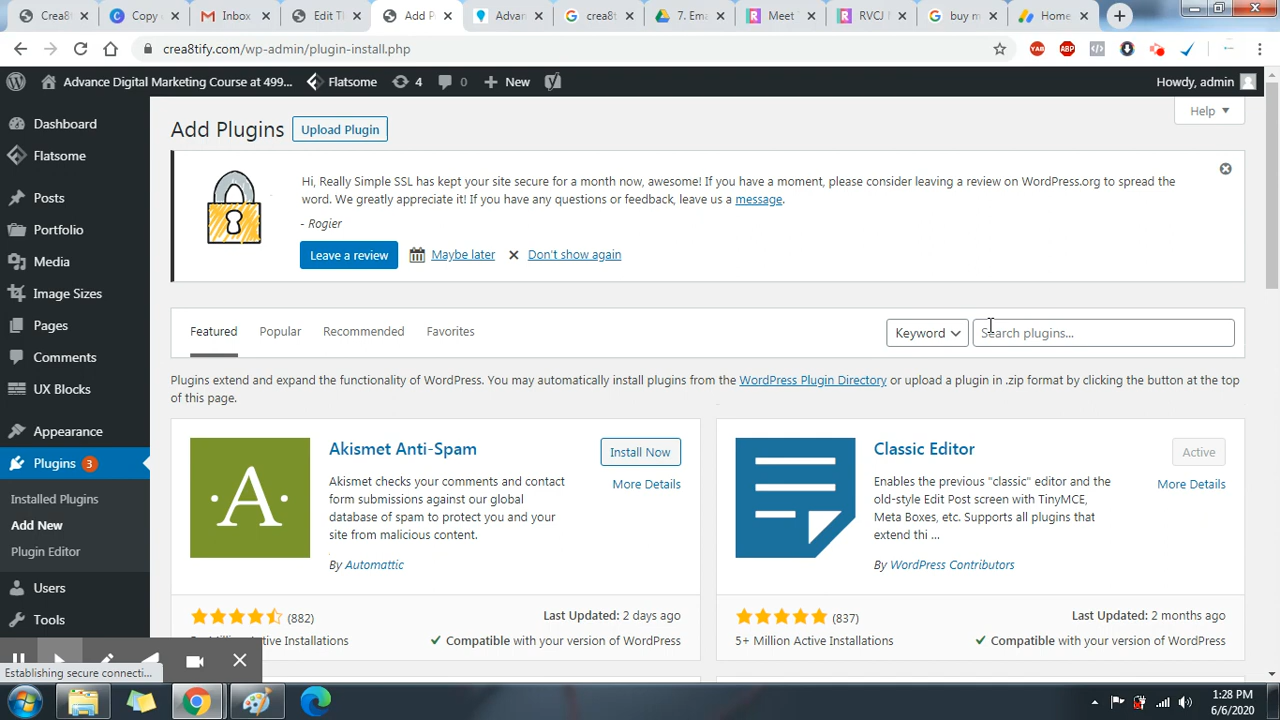 Copy
Inbox
Edit Th
Add P
Advan
crea8t
7. Ema
Meet
RVCJ
buy m
Home
crea8tify.com/wp-admin/plugin-install.php
YAB
ABP
Advance Digital Marketing Course at 499...
Flatsome
4
0
New
Howdy, admin
Dashboard
Flatsome
Posts
Portfolio
Media
Image Sizes
Pages
Comments
UX Blocks
Appearance
Plugins 3
Installed Plugins
Add New
Plugin Editor
Users
Tools
Help
Add Plugins
Upload Plugin
Hi, Really Simple SSL has kept your site secure for a month now, awesome! If you have a moment, please consider leaving a review on WordPress.org to spread the
word. We greatly appreciate it! If you have any questions or feedback, leave us a message.
- Rogier
Leave a review
Maybe later
Don't show again
Featured
Popular
Recommended
Favorites
Keyword
Search plugins...
Plugins extend and expand the functionality of WordPress. You may automatically install plugins from the WordPress Plugin Directory or upload a plugin in .zip format by clicking the button at the top
of this page.
A
Akismet Anti-Spam
Install Now
More Details
Akismet checks your comments and contact
form submissions against our global
database of spam to protect you and your
site from malicious content.
By Automattic
(882)
Last Updated: 2 days ago
Active Installations
Compatible with your version of WordPress
Classic Editor
Active
More Details
Enables the previous "classic" editor and the
old-style Edit Post screen with TinyMCE,
Meta Boxes, etc. Supports all plugins that
extend thi ...
By WordPress Contributors
(837)
Last Updated: 2 months ago
5+ Million Active Installations
Compatible with your version of WordPress
Establishing secure connecti...
1:28 PM
6/6/2020